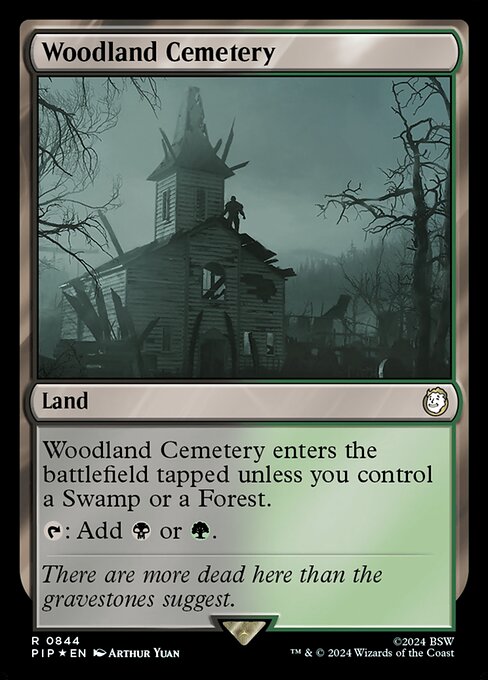 Woodland Cemetery
Land
Woodland Cemetery enters the
battlefield tapped unless you control
a Swamp or a Forest.
: Add or .
There are more dead here than the
gravestones suggest.
R 0844
©2024 BSW
PIP★EN Arthur Yuan
™ & © 2024 Wizards of the Coast